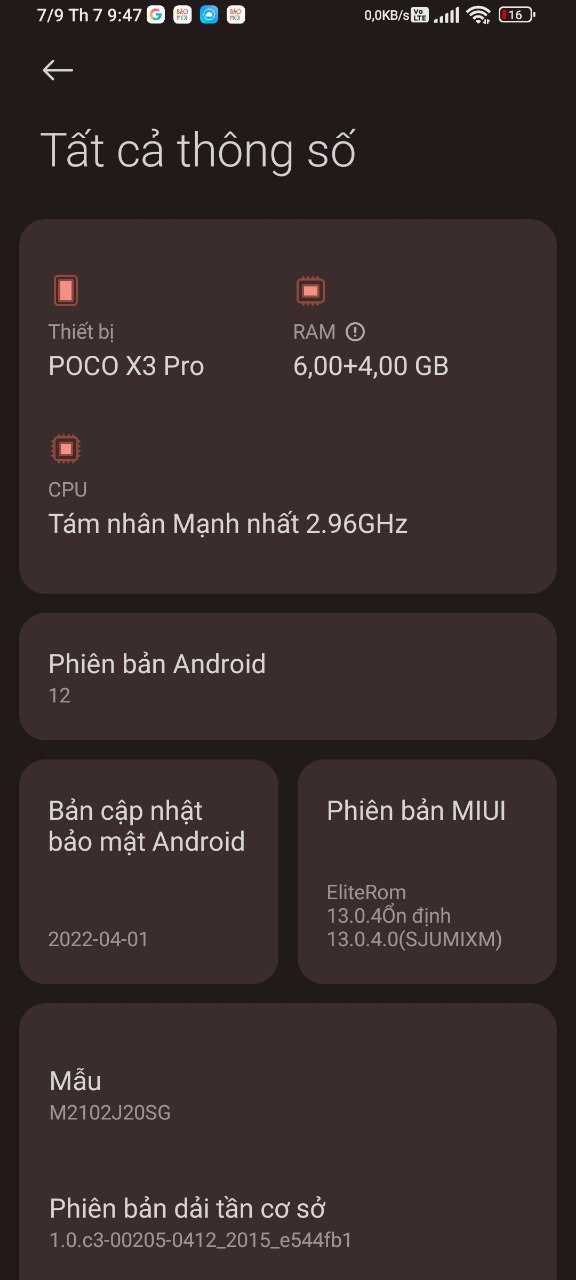 7/9 Th 7 9:47 0,0KB/s Vo LTE 16
Tất cả thông số
Thiết bị
POCO X3 Pro
RAM
6,00+4,00 GB
CPU
Tám nhân Mạnh nhất 2.96GHz
Phiên bản Android
12
Bản cập nhật
bảo mật Android
2022-04-01
Phiên bản MIUI
EliteRom
13.0.4Ổn định
13.0.4.0(SJUMIXM)
Mẫu
M2102J20SG
Phiên bản dải tần cơ sở
1.0.c3-00205-0412_2015_e544fb1